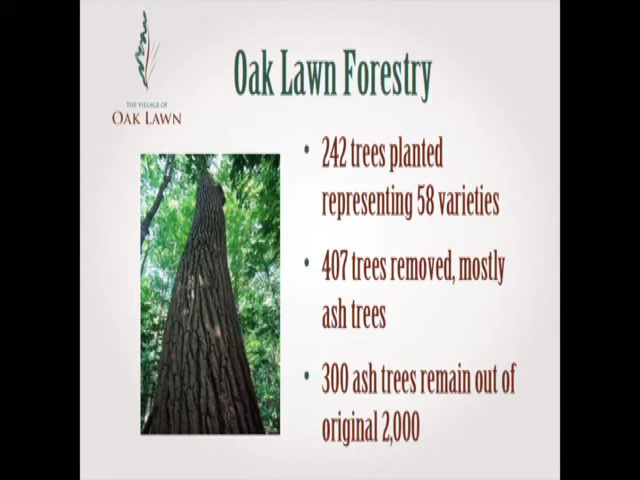 THE VILLAGE OF
OAK LAWN
Oak Lawn Forestry
• 242 trees planted
representing 58 varieties
• 407 trees removed, mostly
ash trees
• 300 ash trees remain out of
original 2,000